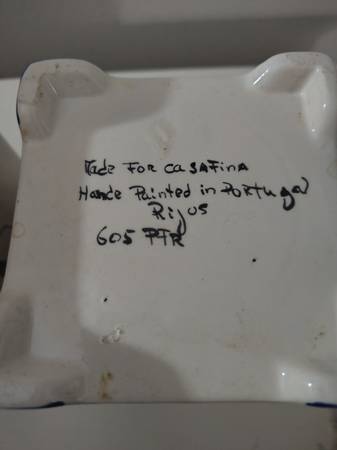 Made For casafina
Hande Painted in Portugal
Rijos
605 PTR